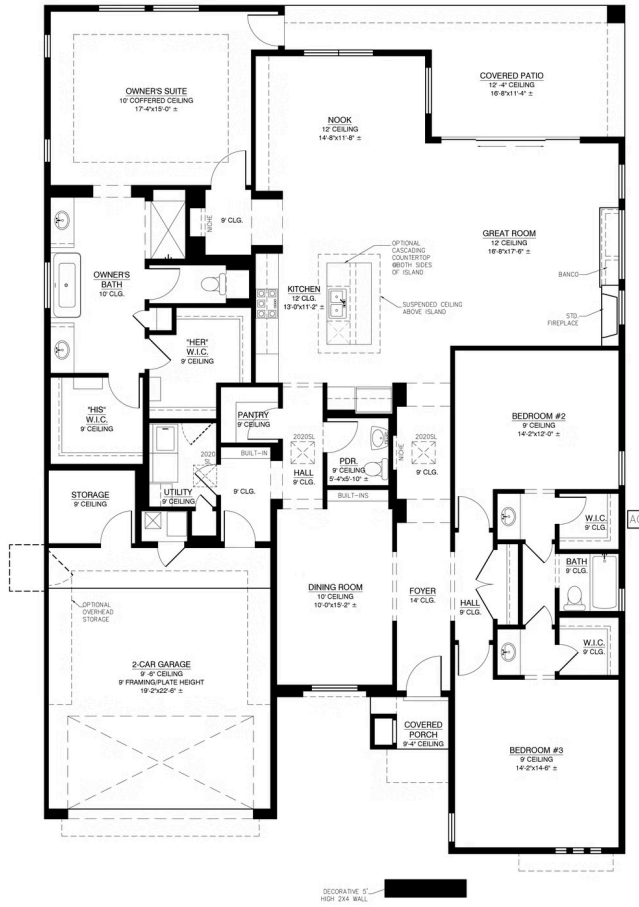 OWNER'S SUITE
10' COFFERED CEILING
17'-4"x15'-0" ±
COVERED PATIO
12'-4" CEILING
16'-8"x11'-4" ±
NOOK
12' CEILING
14'-8"x11'-8" ±
NICHE
9' CLG.
GREAT ROOM
12' CEILING
16'-8"x17'-6" ±
OPTIONAL
CASCADING
COUNTERTOP
@BOTH SIDES
OF ISLAND
BANCO
OWNER'S
BATH
10' CLG.
KITCHEN
12' CLG.
13'-0"x11'-2" ±
SUSPENDED CEILING
ABOVE ISLAND
STD.
FIREPLACE
"HER"
W.I.C.
9' CEILING
"HIS"
W.I.C.
9' CEILING
PANTRY
9' CEILING
BEDROOM #2
9' CEILING
14'-2"x12'-0" ±
2020SL
HALL
9' CLG.
PDR.
9' CEILING
5'-4"x5'-10" ±
NICHE
2020SL
9' CLG.
2020
BUILT-IN
UTILITY
9' CEILING
9' CLG.
BUILT-INS
STORAGE
9' CEILING
W.I.C.
9' CLG.
AC
BATH
9' CLG.
DINING ROOM
10' CEILING
10'-0"x15'-2" ±
FOYER
14' CLG.
HALL
9' CLG.
OPTIONAL
OVERHEAD
STORAGE
W.I.C.
9' CLG.
2-CAR GARAGE
9'-6" CEILING
9' FRAMING/PLATE HEIGHT
19'-2"x22'-6" ±
COVERED
PORCH
9'-4" CEILING
BEDROOM #3
9' CEILING
14'-2"x14'-6" ±
DECORATIVE 5'
HIGH 2X4 WALL